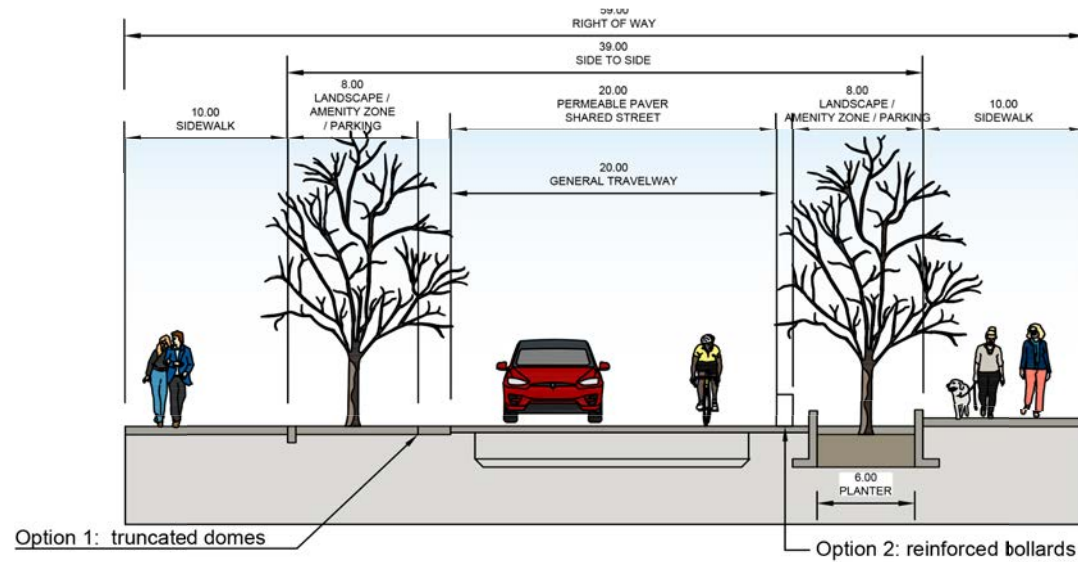 59.00
RIGHT OF WAY
39.00
SIDE TO SIDE
8.00
LANDSCAPE /
AMENITY ZONE
/ PARKING
20.00
PERMEABLE PAVER
SHARED STREET
8.00
LANDSCAPE /
AMENITY ZONE / PARKING
10.00
SIDEWALK
10.00
SIDEWALK
20.00
GENERAL TRAVELWAY
6.00
PLANTER
Option 1: truncated domes
Option 2: reinforced bollards